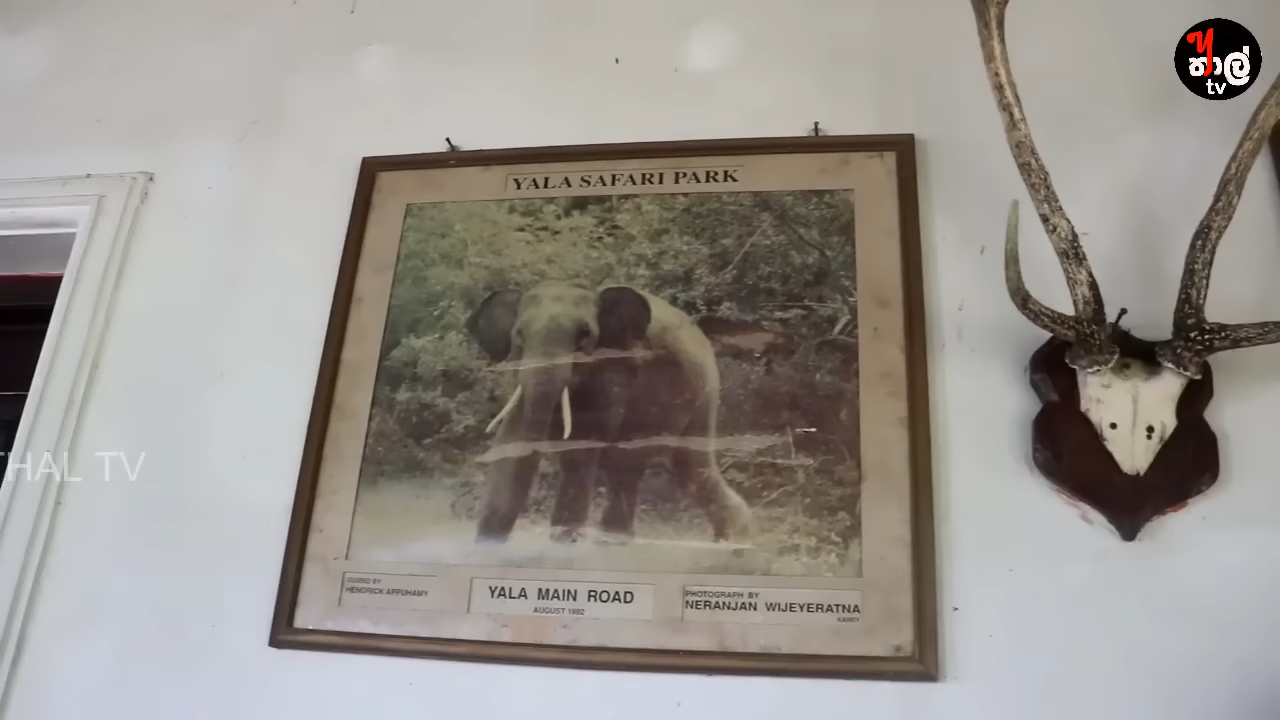 හතාල්
tv
YALA SAFARI PARK
THAL TV
GUIDED BY
HENDRICK APPUHAMY
YALA MAIN ROAD
AUGUST 1992
PHOTOGRAPH BY
NERANJAN WIJEYERATNA
KANDY